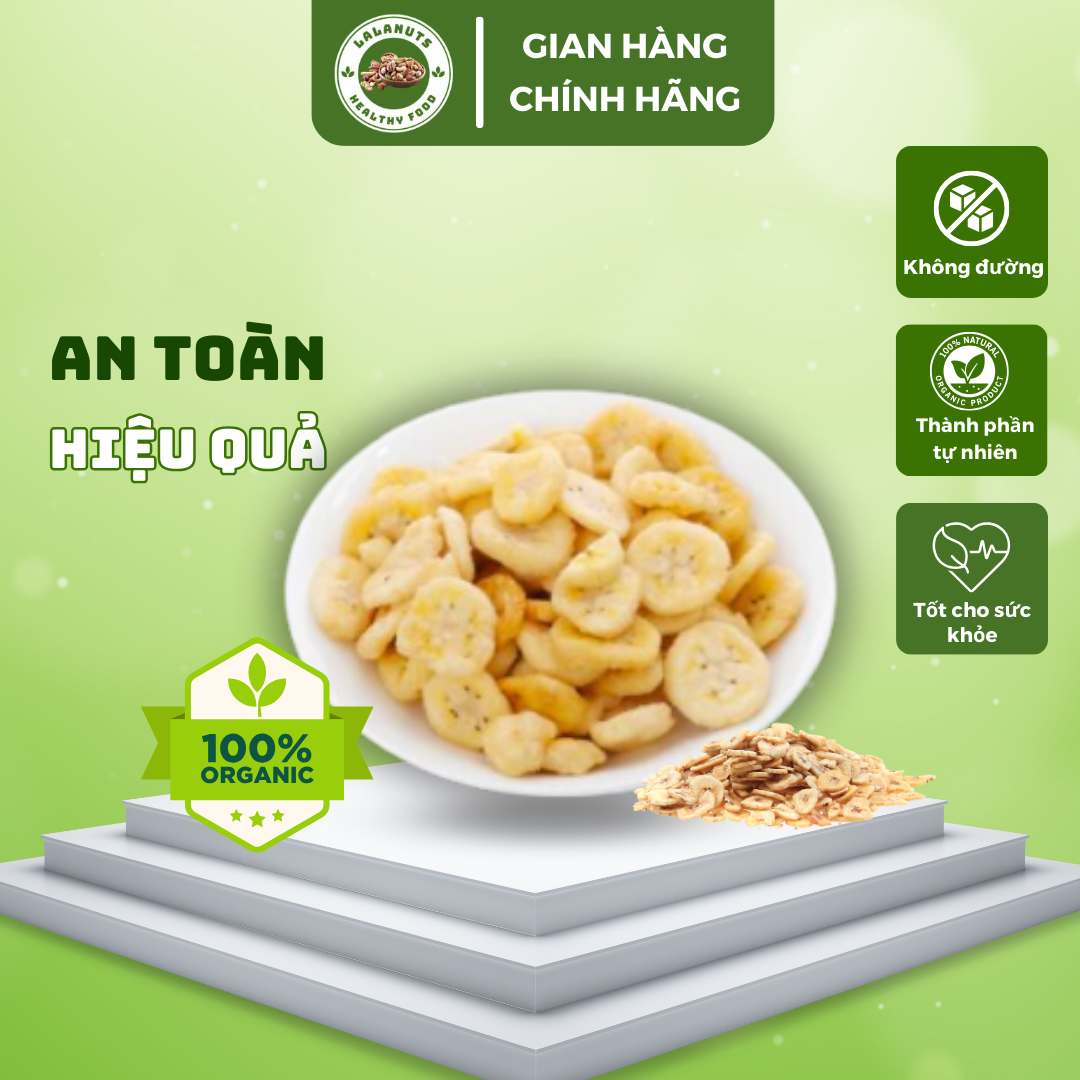 LALANUTS
HEALTHY FOOD
GIAN HÀNG
CHÍNH HÃNG
Không đường
100% NATURAL
ORGANIC PRODUCT
Thành phần
tự nhiên
Tốt cho sức
khỏe
AN TOÀN
HIỆU QUẢ
100%
ORGANIC